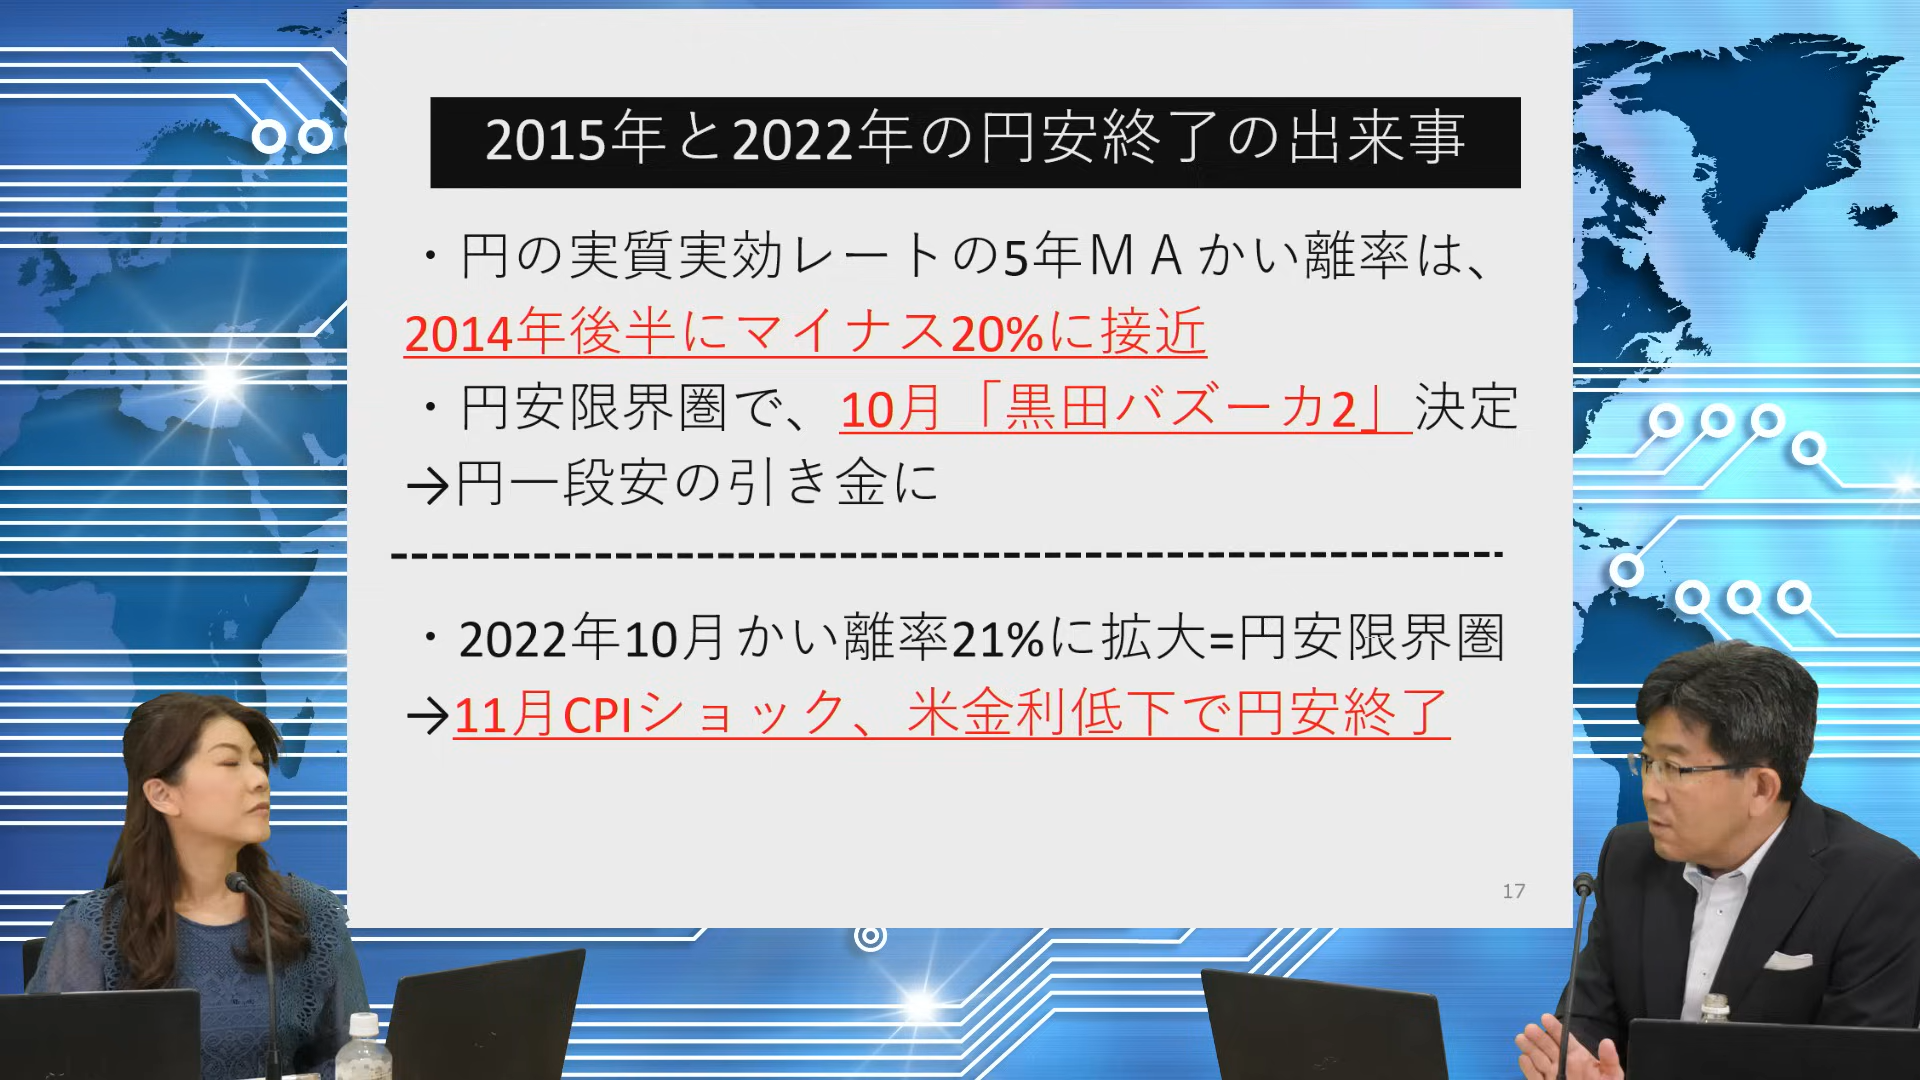 2015年と2022年の円安終了の出来事
・円の実質実効レートの5年ＭＡかい離率は、
2014年後半にマイナス20%に接近
・円安限界圏で、10月「黒田バズーカ2」決定
→円一段安の引き金に
・2022年10月かい離率21%に拡大=円安限界圏
→11月CPIショック、米金利低下で円安終了
17